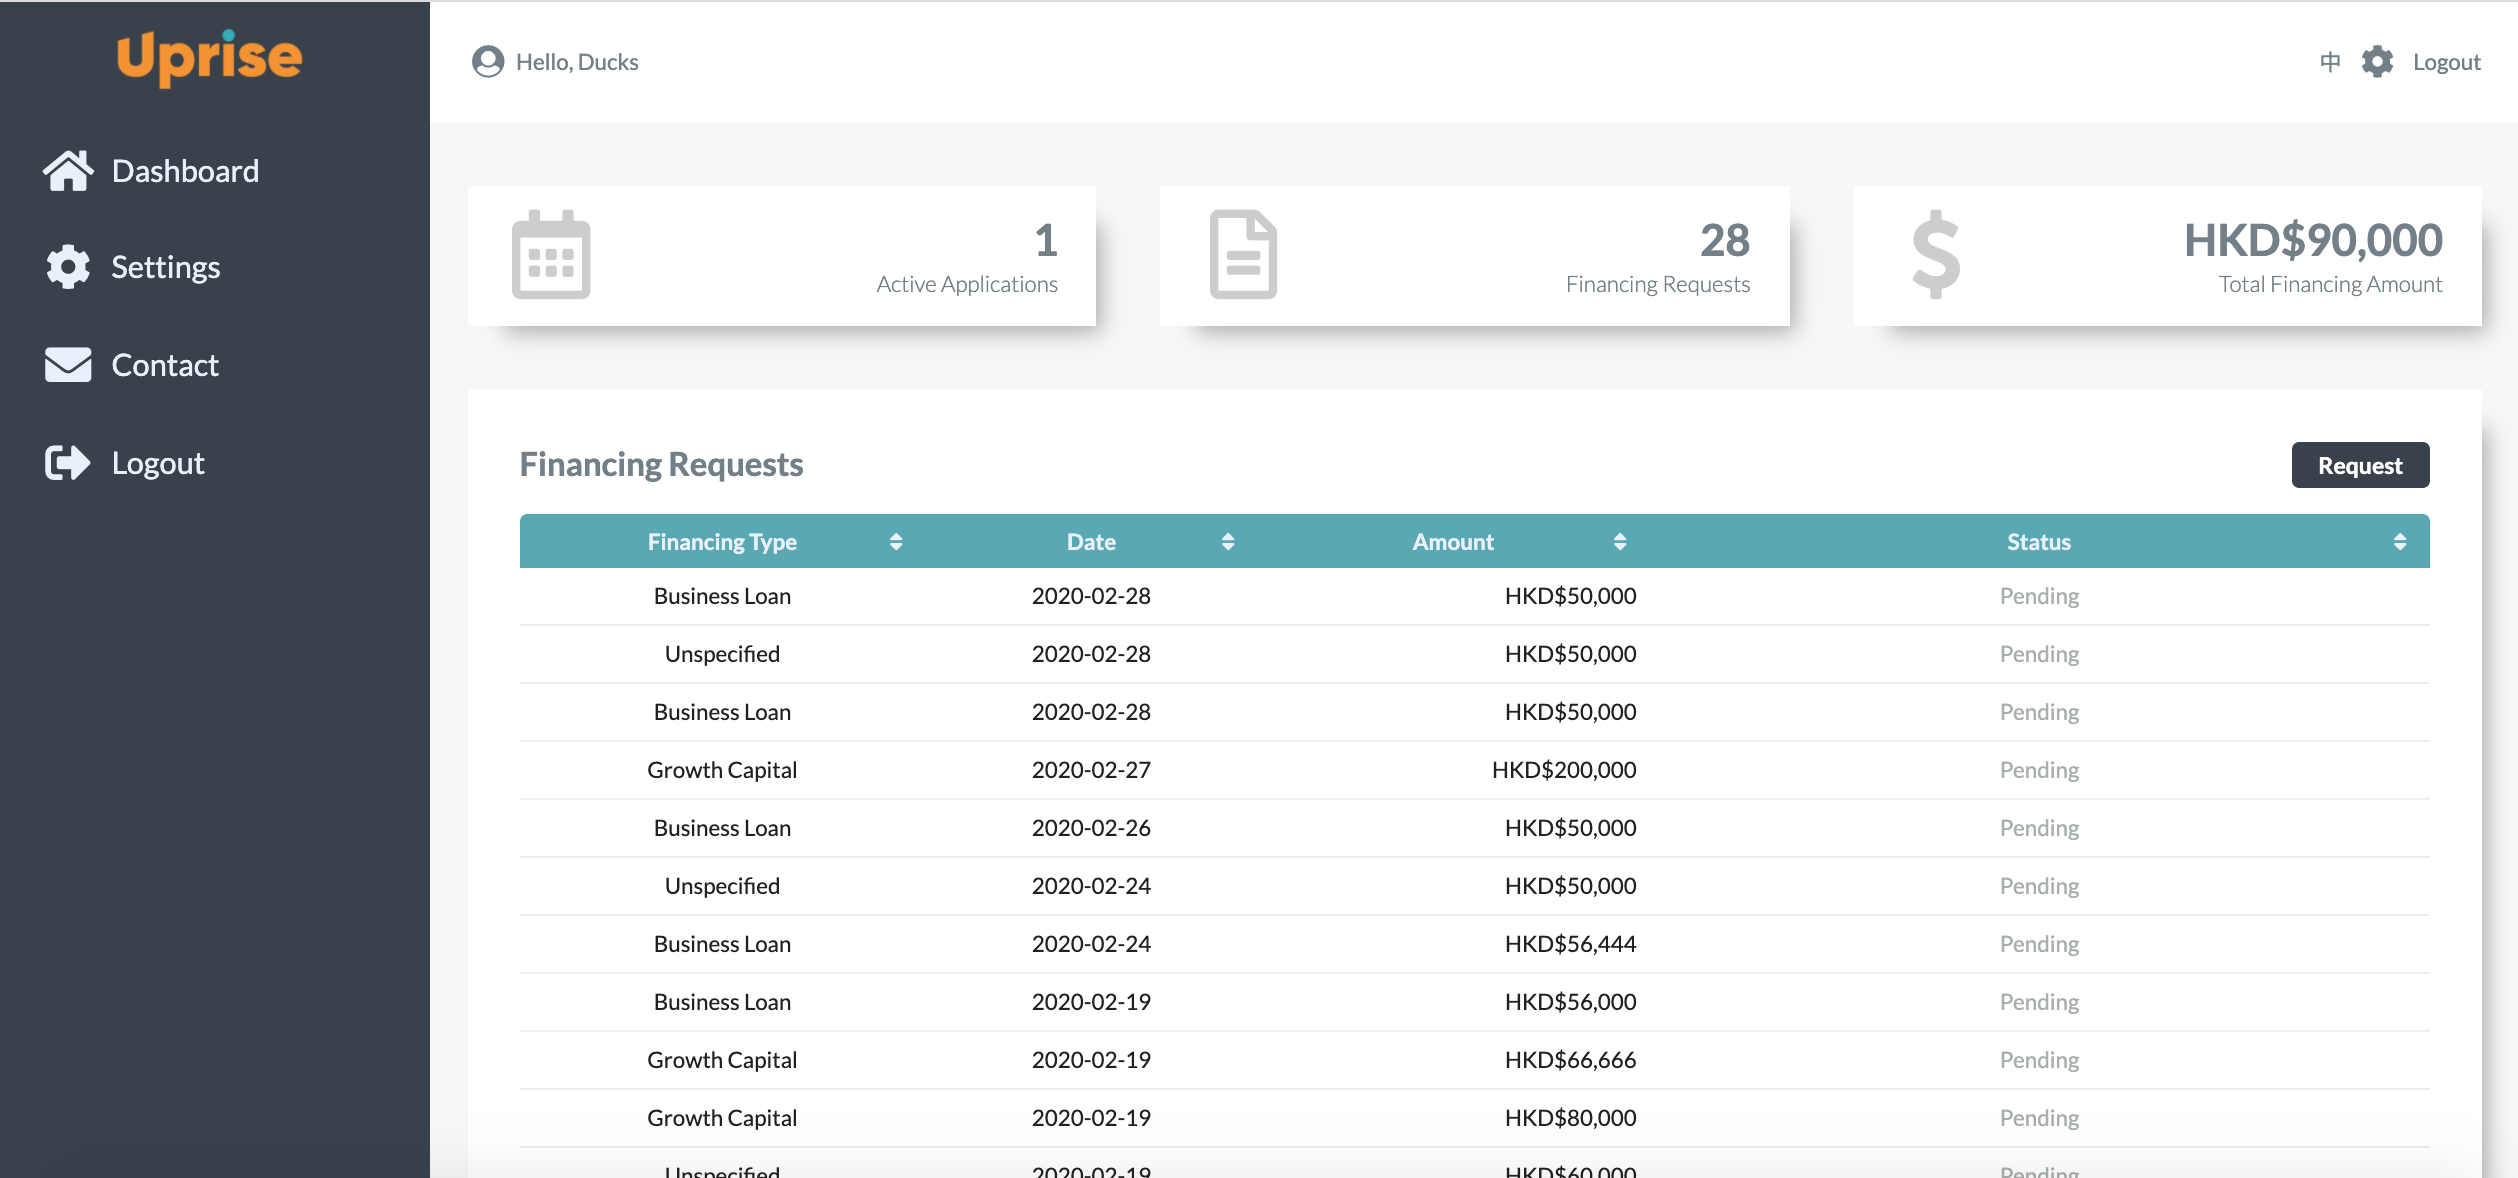 Uprise
Hello, Ducks
中 Logout
Dashboard
Settings
Contact
Logout
1
Active Applications
28
Financing Requests
HKD$90,000
Total Financing Amount
Financing Requests
Request
Financing Type Date Amount Status
Business Loan 2020-02-28 HKD$50,000 Pending
Unspecified 2020-02-28 HKD$50,000 Pending
Business Loan 2020-02-28 HKD$50,000 Pending
Growth Capital 2020-02-27 HKD$200,000 Pending
Business Loan 2020-02-26 HKD$50,000 Pending
Unspecified 2020-02-24 HKD$50,000 Pending
Business Loan 2020-02-24 HKD$56,444 Pending
Business Loan 2020-02-19 HKD$56,000 Pending
Growth Capital 2020-02-19 HKD$66,666 Pending
Growth Capital 2020-02-19 HKD$80,000 Pending
Unspecified 2020-02-19 HKD$60,000 Pending